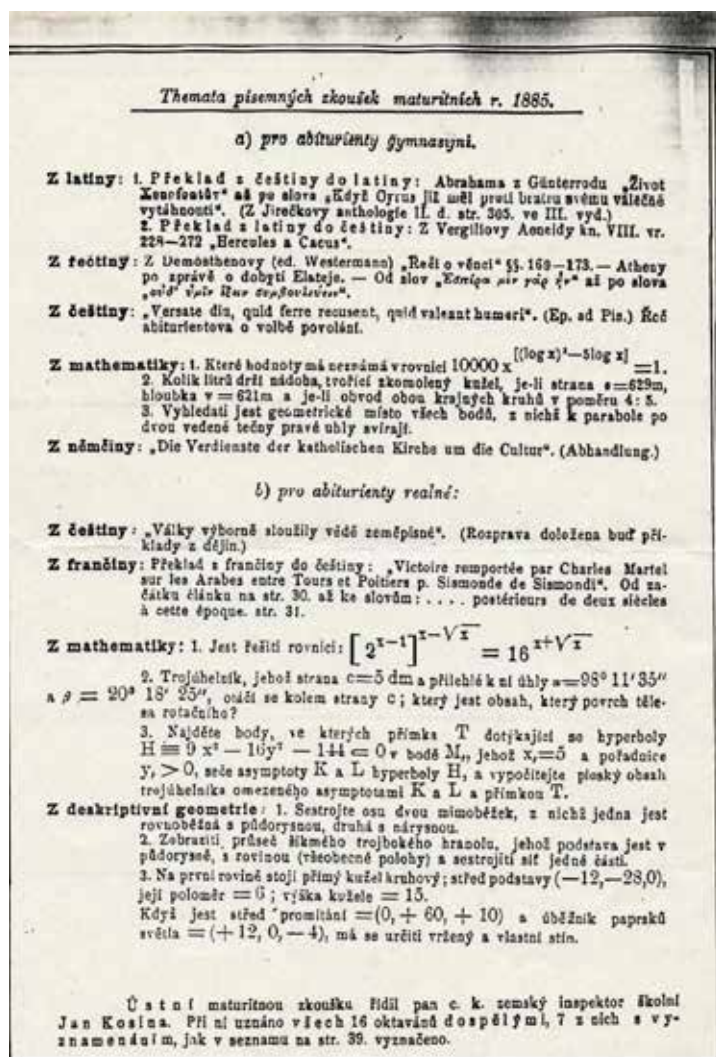 Themata písemných zkoušek maturitních r. 1885.
a) pro abiturienty gymnasijní.
Z latiny: 1. Překlad z češtiny do latiny: Abrahama z Günterrodu „Život
Xenofontův“ až po slova „Když Cyrus již měl proti bratru svému válečně
vytáhnouti“. (Z Jirečkovy anthologie II. d. str. 305. ve III. vyd.)
2. Překlad z latiny do češtiny: Z Vergiliovy Aeneidy kn. VIII. vr.
228—272 „Hercules a Cacus“.
Z řečtiny: Z Demosthenovy (ed. Westermann) „Řeči o věnci“ §§. 169—173. — Atheny
po zprávě o dobytí Elateje. — Od slov „Ἑσπέρα μὲν γὰρ ἦν“ až po slova
Z češtiny: „Versate diu, quid ferre recusent, quid valeant humeri“. (Ep. ad Pis.) Řeč
abiturientova o volbě povolání.
Z mathematiky: 1. Které hodnoty má neznámá v rovnici 10000 x^[(log x)²—5log x] =1.
2. Kolik litrů drží nádoba, tvořící zkomolený kužel, je-li strana s=629m,
hloubka v = 621m a je-li obvod obou krajných kruhů v poměru 4 : 5.
3. Vyhledati jest geometrické místo všech bodů, z nichž k parabole po
dvou vedené tečny pravé uhly svírají.
Z němčiny: „Die Verdienste der katholischen Kirche um die Cultur“. (Abhandlung.)
b) pro abiturienty realné:
Z češtiny: „Války výborně sloužily vědě zeměpisné“. (Rozprava doložena buď pří-
klady z dějin.)
Z frančiny: Překlad z frančiny do češtiny: „Victoire remportée par Charles Martel
sur les Arabes entre Tours et Poitiers p. Sismonde de Sismondi“. Od za-
čátku článku na str. 30. až ke slovům: . . . . postérieurs de deux siècles
à cette époque. str. 31.
Z mathematiky: 1. Jest řešiti rovnici: [2^x—1]^x—√x = 16^x+√x
2. Trojúhelník, jehož strana c=5 dm a přilehlé k ní úhly α=98° 11′ 35″
a β = 20° 18′ 25″, otáčí se kolem strany c; který jest obsah, který povrch těle-
sa rotačního?
3. Najděte body, ve kterých přímka T dotýkající se hyperboly
H ≡ 9 x² — 16y² — 144 = 0 v bodě M,, jehož x,=5 a pořadnice
y, > 0, seče asymptoty K a L hyperboly H, a vypočítejte ploský obsah
trojúhelníka omezeného asymptotami K a L a přímkou T.
Z deskriptivní geometrie: 1. Sestrojte osu dvou mimoběžek, z nichž jedna jest
rovnoběžná s půdorysnou, druhá s nárysnou.
2. Zobraziti průseč šikmého trojbokého hranolu, jehož podstava jest v
půdorysně, s rovinou (všeobecné polohy) a sestrojiti síť jedné části.
3. Na první rovině stojí přímý kužel kruhový; střed podstavy (—12,—28,0),
její poloměr = 6 ; výška kužele = 15.
Když jest střed promítání =(0, + 60, + 10) a úběžník paprsků
světla = (+ 12, 0, — 4), má se určiti vržený a vlastní stín.
Ústní maturitnou zkoušku řídil pan c. k. zemský inspektor školní
Jan Kosina. Při ní uznáno všech 16 oktavánů dospělými, 7 z nich s vy-
znamenáním, jak v seznamu na str. 39. vyznačeno.